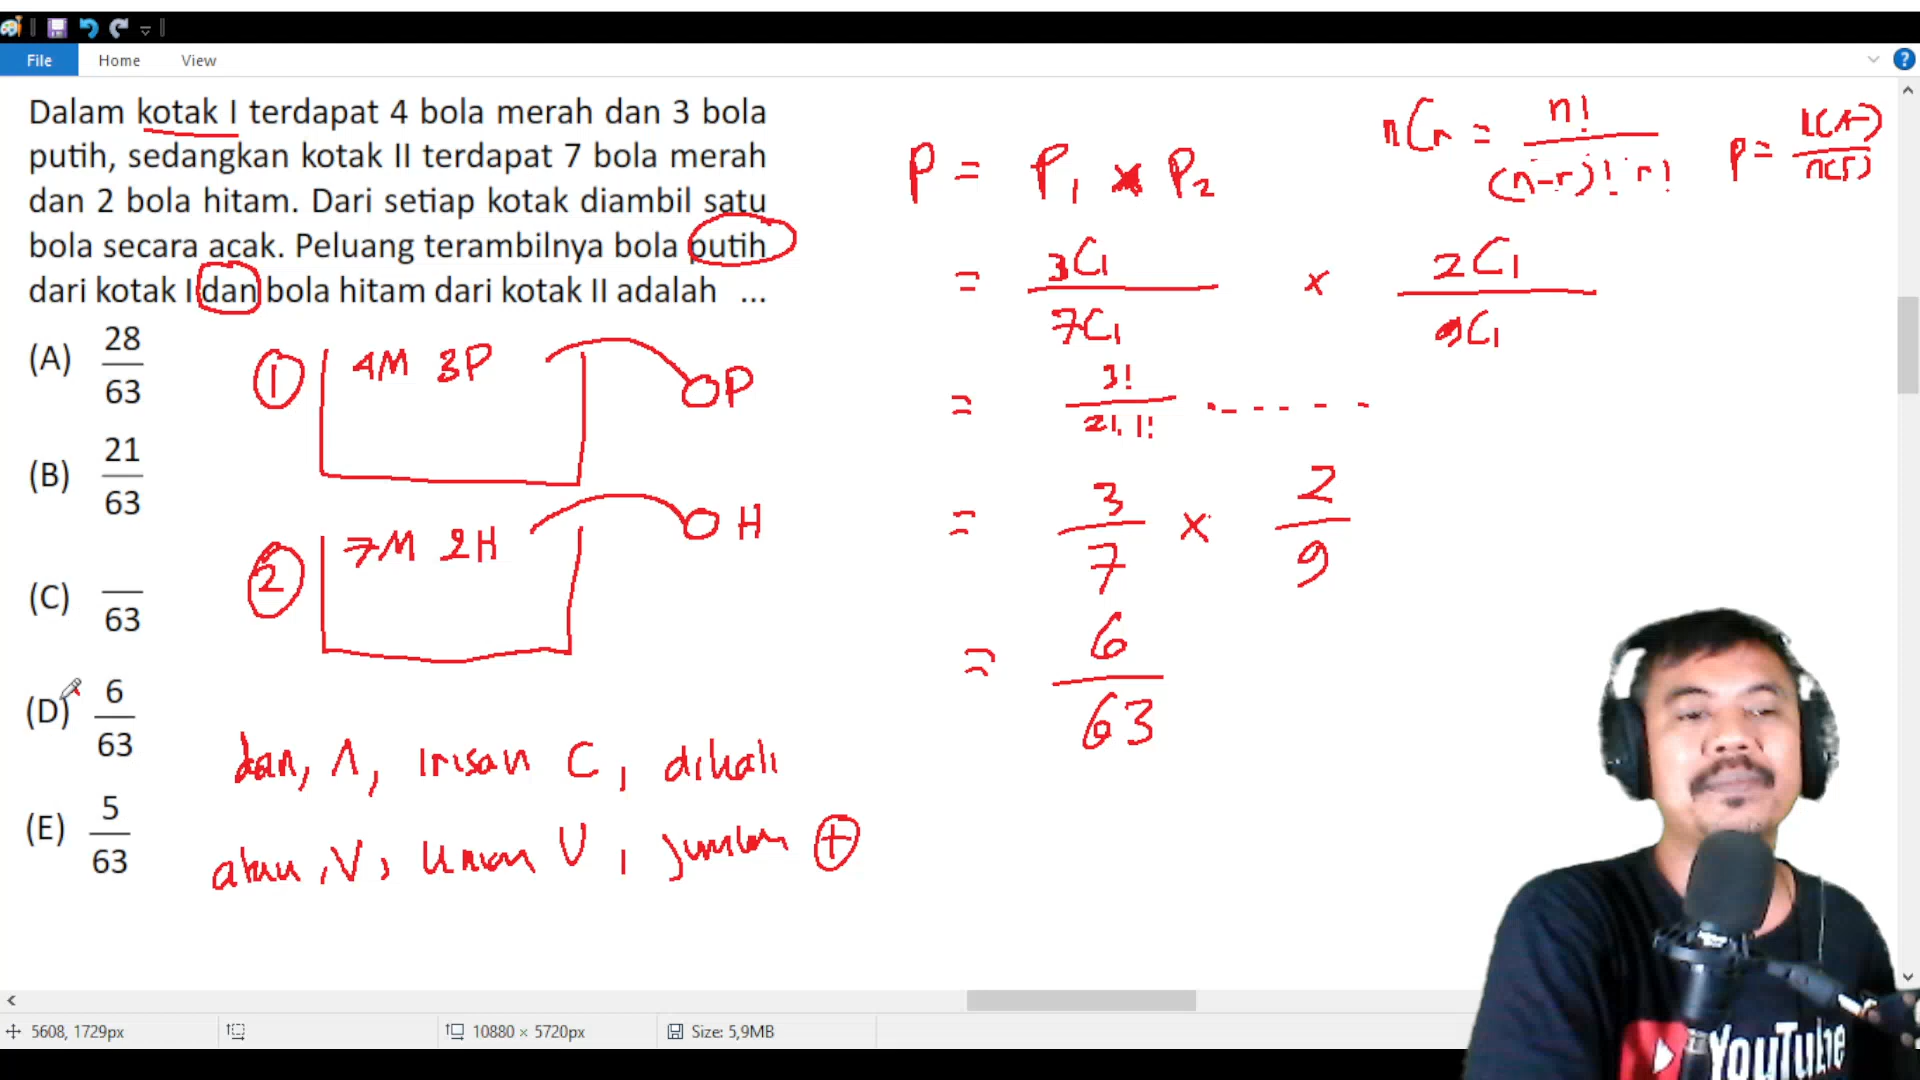 File Home View
Dalam kotak I terdapat 4 bola merah dan 3 bola
putih, sedangkan kotak II terdapat 7 bola merah
dan 2 bola hitam. Dari setiap kotak diambil satu
bola secara acak. Peluang terambilnya bola putih
dari kotak I dan bola hitam dari kotak II adalah ...
(A) 28/63
(B) 21/63
(C) /63
(D) 6/63
(E) 5/63
1 4M 3P P
2 7M 2H H
dan, Λ, irisan C, dikali
atau, V, Union U, jumlah +
nCr = n!/(n-r)! r!
P = P1 x P2
= 3C1/7C1 x 2C1/9C1
= 3!/2!.1! ......
= 3/7 x 2/9
= 6/63
5608, 1729px
10880 × 5720px
Size: 5,9MB
YouTube